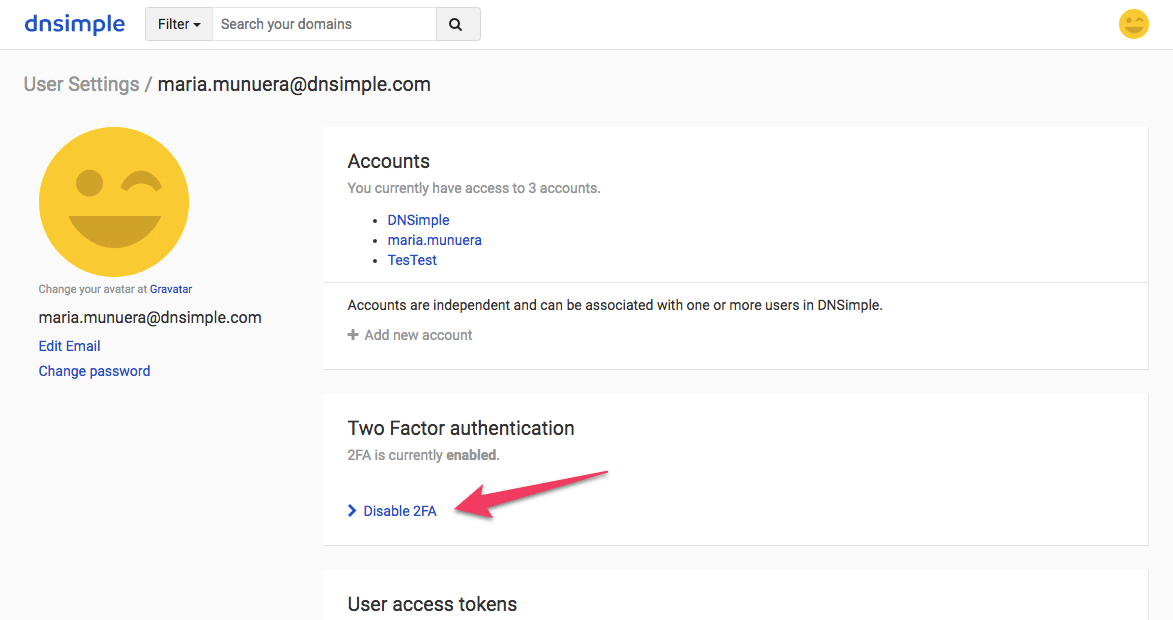 dnsimple
Filter
Search your domains
User Settings / maria.munuera@dnsimple.com
Change your avatar at Gravatar
maria.munuera@dnsimple.com
Edit Email
Change password
Accounts
You currently have access to 3 accounts.
DNSimple
maria.munuera
TesTest
Accounts are independent and can be associated with one or more users in DNSimple.
Add new account
Two Factor authentication
2FA is currently enabled.
Disable 2FA
User access tokens